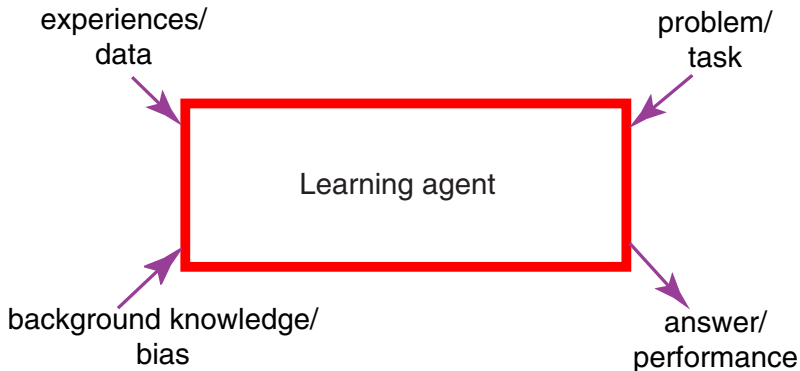 experiences/
data
problem/
task
Learning agent
background knowledge/
bias
answer/
performance